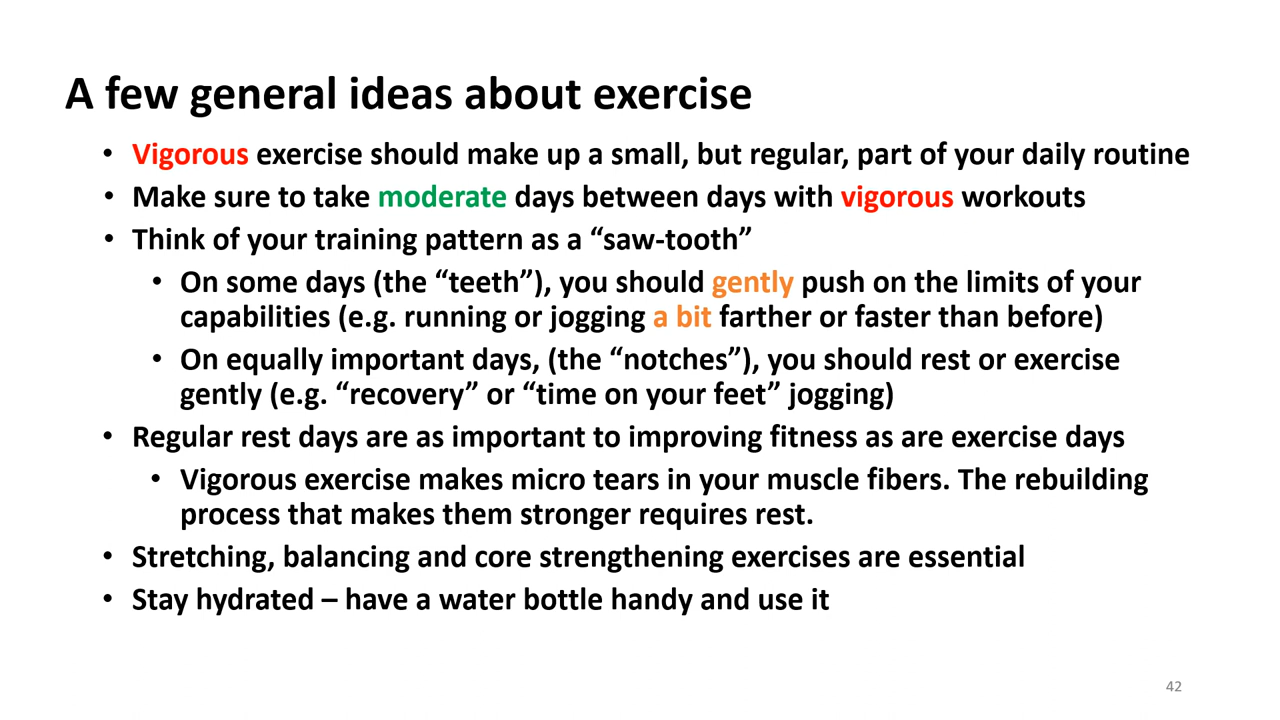 A few general ideas about exercise
• Vigorous exercise should make up a small, but regular, part of your daily routine
• Make sure to take moderate days between days with vigorous workouts
• Think of your training pattern as a “saw-tooth”
• On some days (the “teeth”), you should gently push on the limits of your
capabilities (e.g. running or jogging a bit farther or faster than before)
• On equally important days, (the “notches”), you should rest or exercise
gently (e.g. “recovery” or “time on your feet” jogging)
• Regular rest days are as important to improving fitness as are exercise days
• Vigorous exercise makes micro tears in your muscle fibers. The rebuilding
process that makes them stronger requires rest.
• Stretching, balancing and core strengthening exercises are essential
• Stay hydrated – have a water bottle handy and use it
42